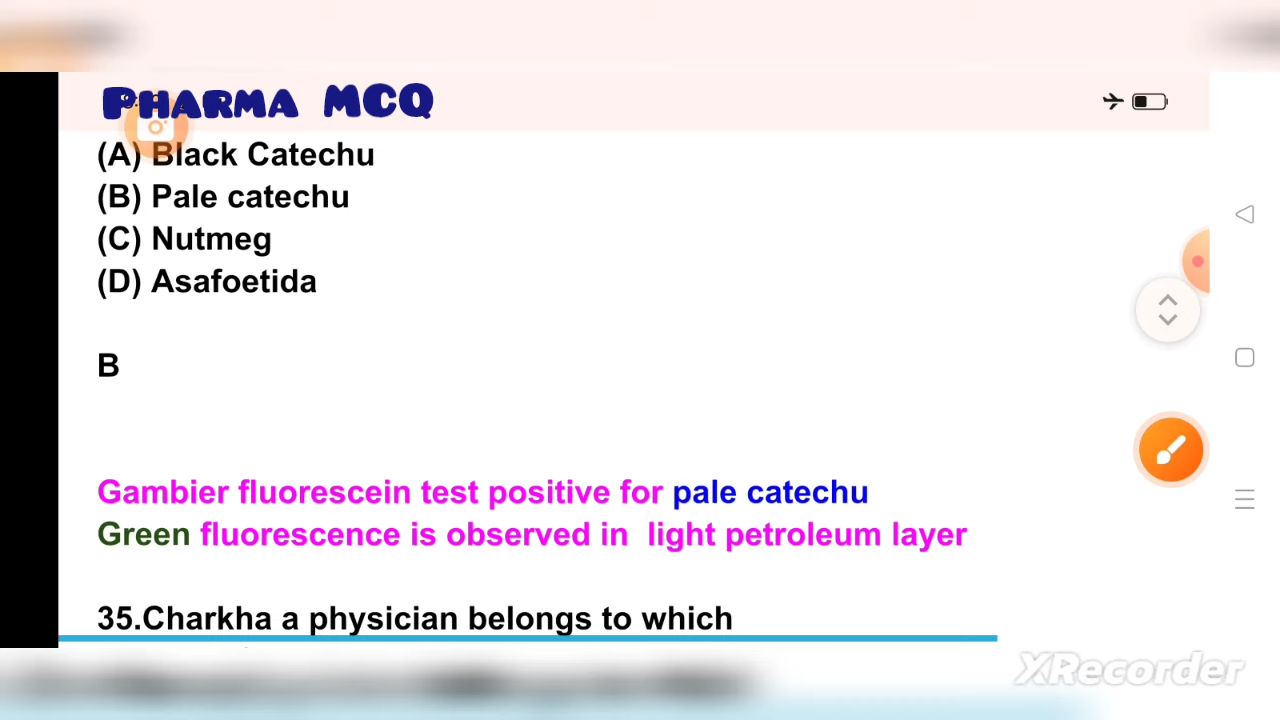 PHARMA MCQ
(A) Black Catechu
(B) Pale catechu
(C) Nutmeg
(D) Asafoetida
B
Gambier fluorescein test positive for pale catechu
Green fluorescence is observed in light petroleum layer
35.Charkha a physician belongs to which
XRecorder